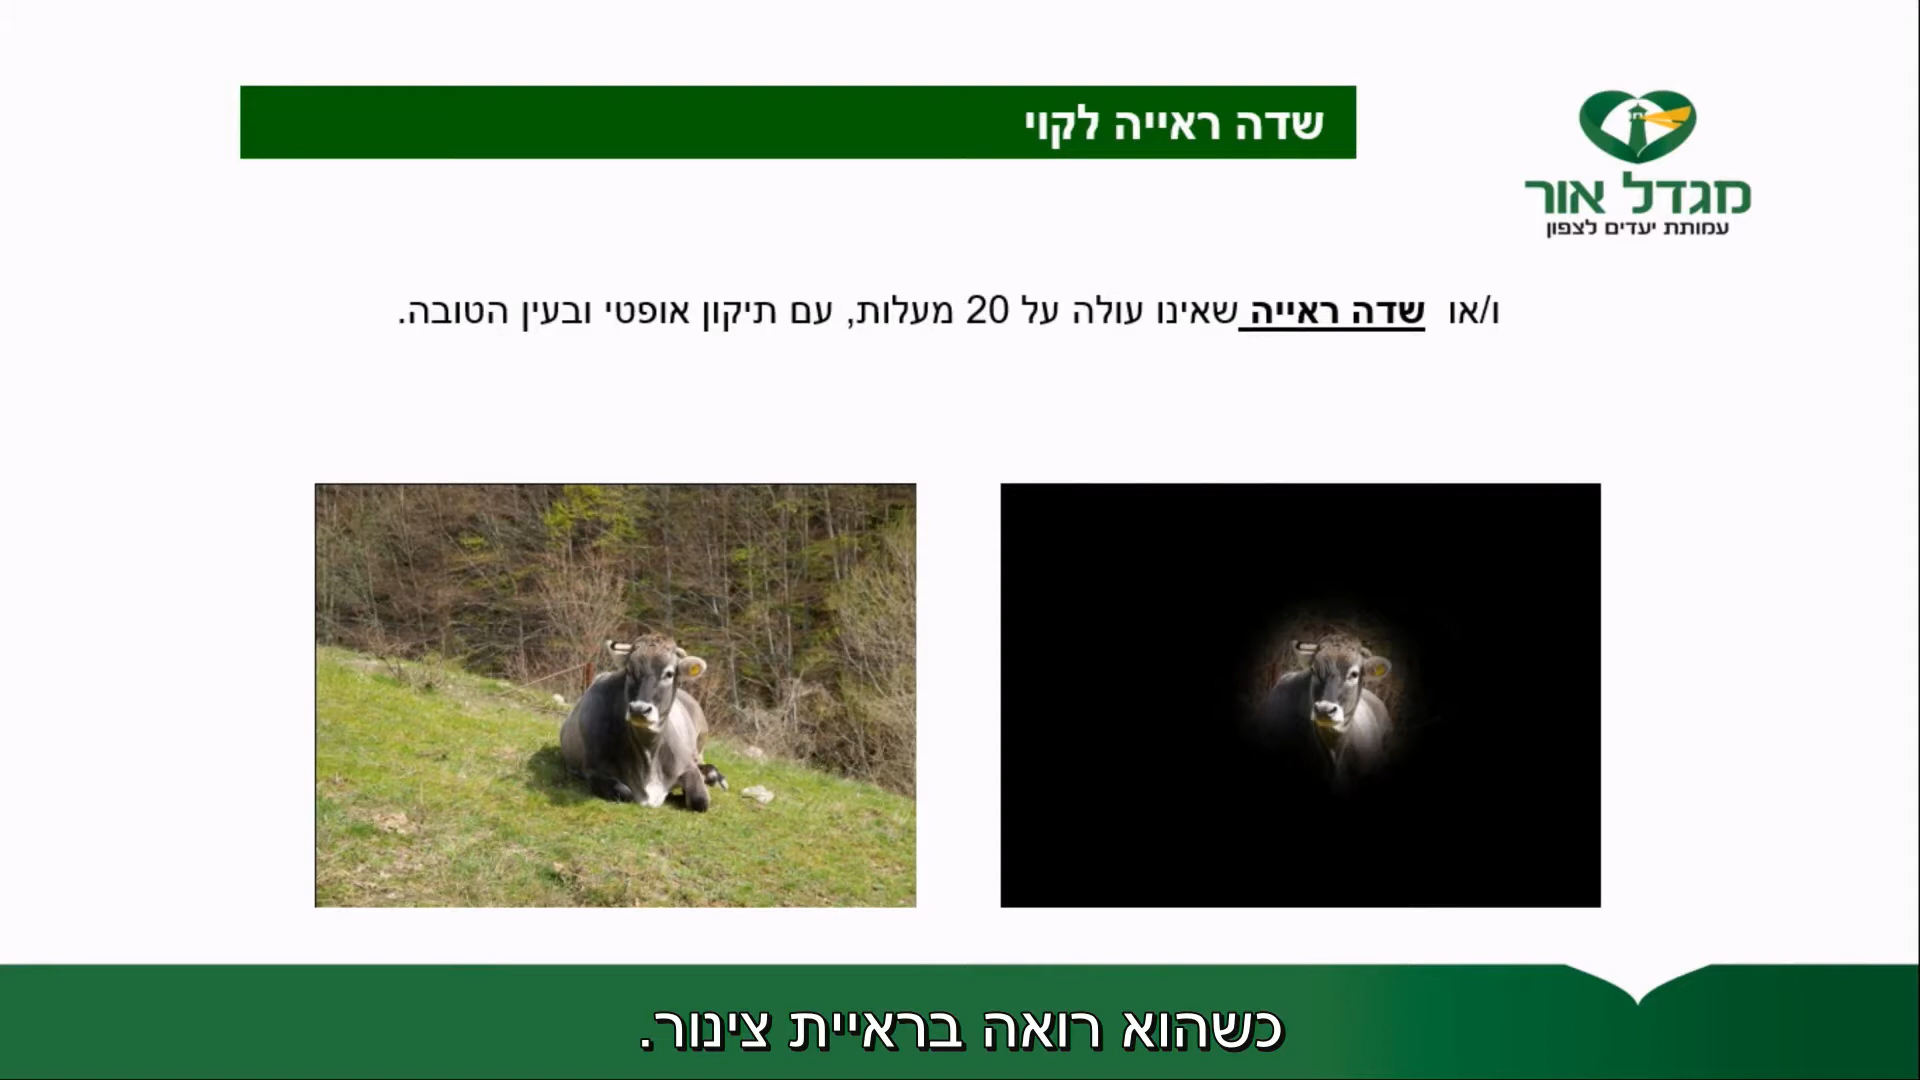 שדה ראייה לקוי
מגדל אור
עמותת יעדים לצפון
ו/או שדה ראייה שאינו עולה על 20 מעלות, עם תיקון אופטי ובעין הטובה.
כשהוא רואה בראיית צינור.